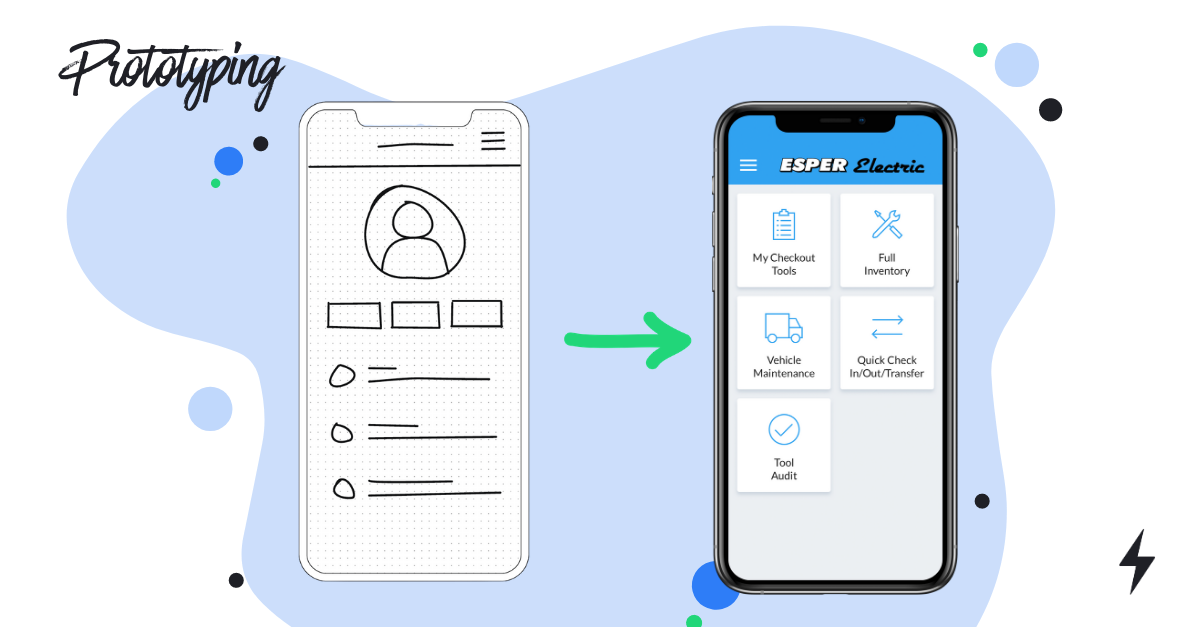 Prototyping
ESPER Electric
My Checkout
Tools
Full
Inventory
Vehicle
Maintenance
Quick Check
In/Out/Transfer
Tool
Audit